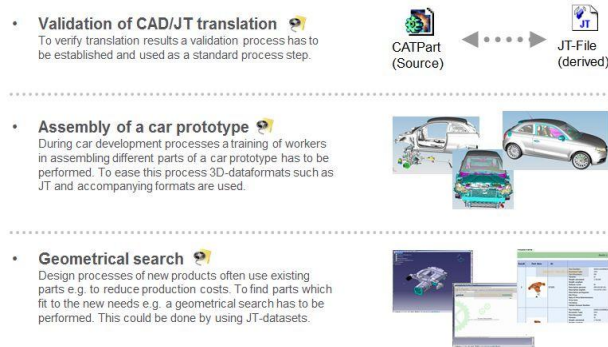 • Validation of CAD/JT translation
To verify translation results a validation process has to
be established and used as a standard process step.
CATPart
(Source)
JT
JT-File
(derived)
• Assembly of a car prototype
During car development processes a training of workers
in assembling different parts of a car prototype has to be
performed. To ease this process 3D-dataformats such as
JT and accompanying formats are used.
• Geometrical search
Design processes of new products often use existing
parts e.g. to reduce production costs. To find parts which
fit to the new needs e.g. a geometrical search has to be
performed. This could be done by using JT-datasets.